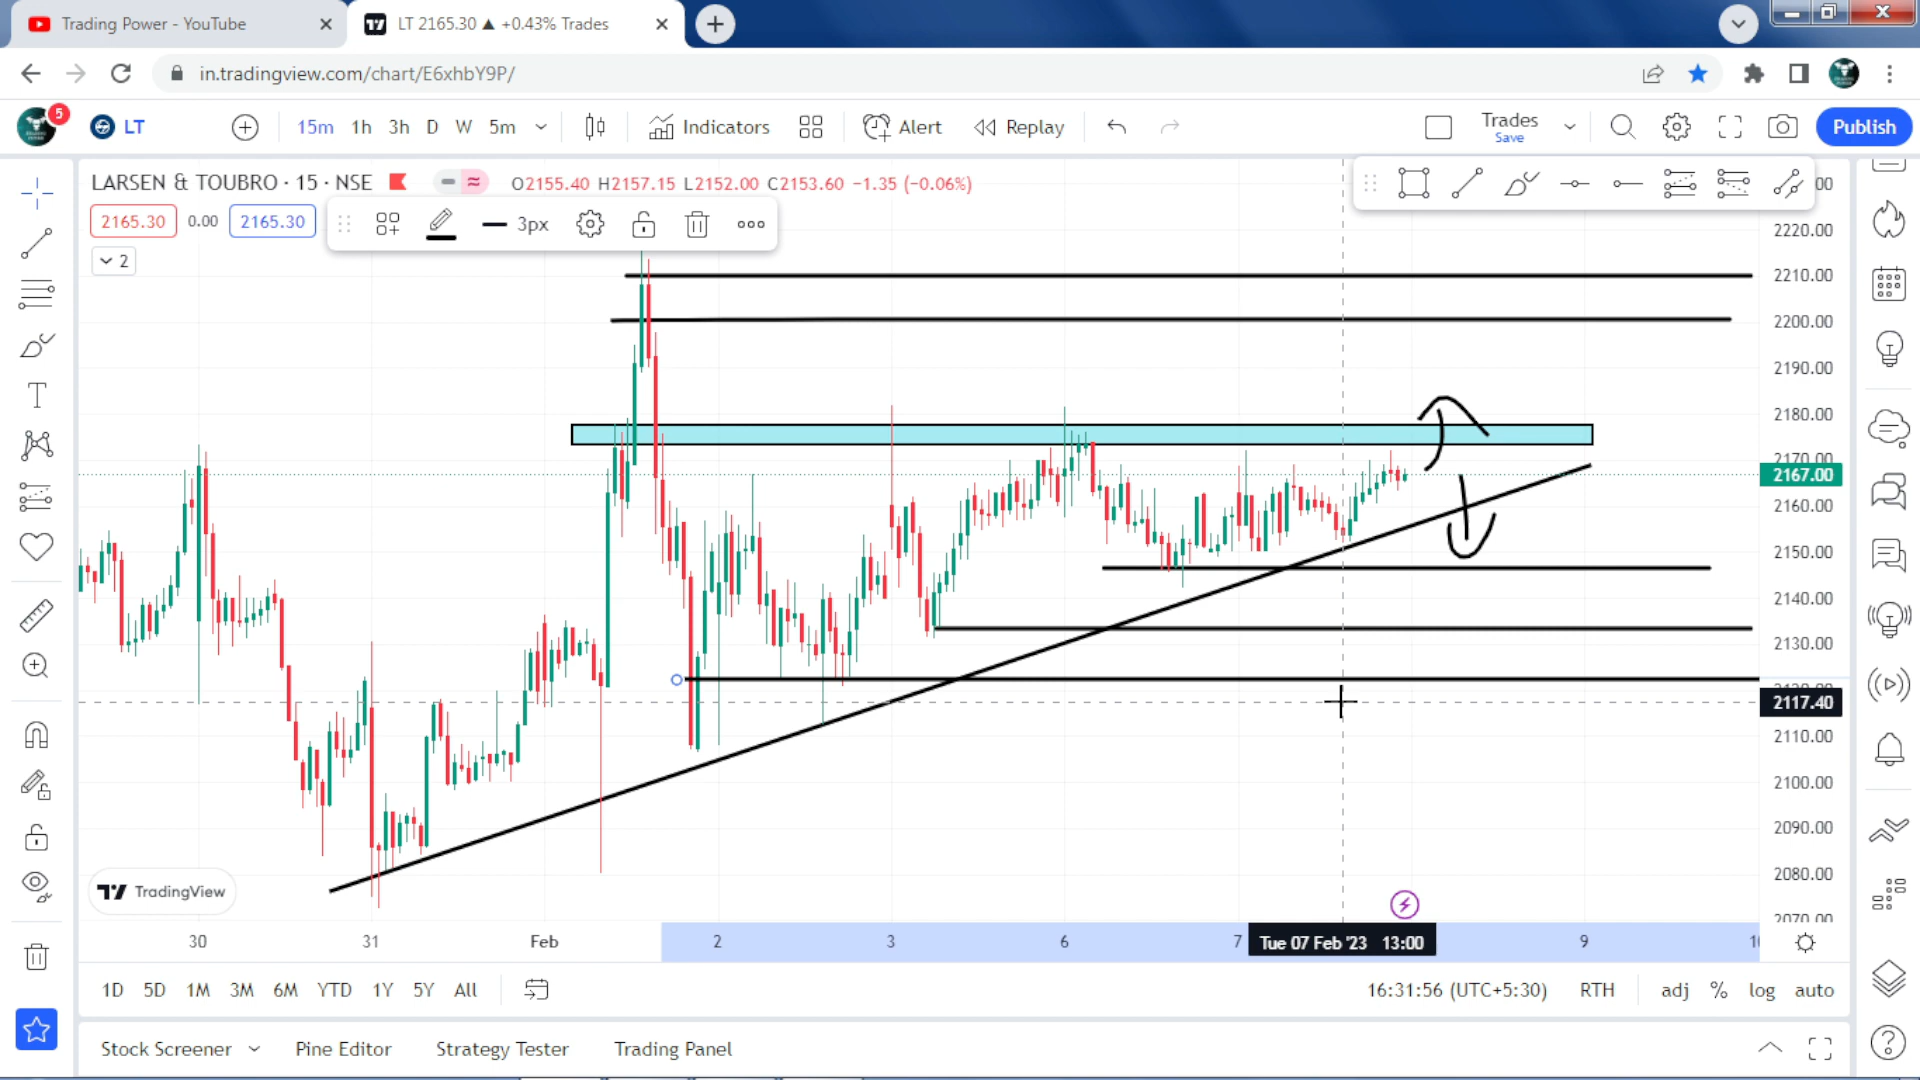 Trading Power - YouTube
LT 2165.30 ▲ +0.43% Trades
in.tradingview.com/chart/E6xhbY9P/
5
LT
15m 1h 3h D W 5m
Indicators
Alert
Replay
Trades
Save
Publish
LARSEN & TOUBRO · 15 · NSE
O2155.40 H2157.15 L2152.00 C2153.60 −1.35 (−0.06%)
2165.30 0.00 2165.30
3px
2
2220.00
2210.00
2200.00
2190.00
2180.00
2170.00
2167.00
2160.00
2150.00
2140.00
2130.00
2117.40
2110.00
2100.00
2090.00
2080.00
2070.00
TradingView
30 31 Feb 2 3 6 7 Tue 07 Feb '23 13:00 9
1D 5D 1M 3M 6M YTD 1Y 5Y All
16:31:56 (UTC+5:30) RTH adj % log auto
Stock Screener Pine Editor Strategy Tester Trading Panel